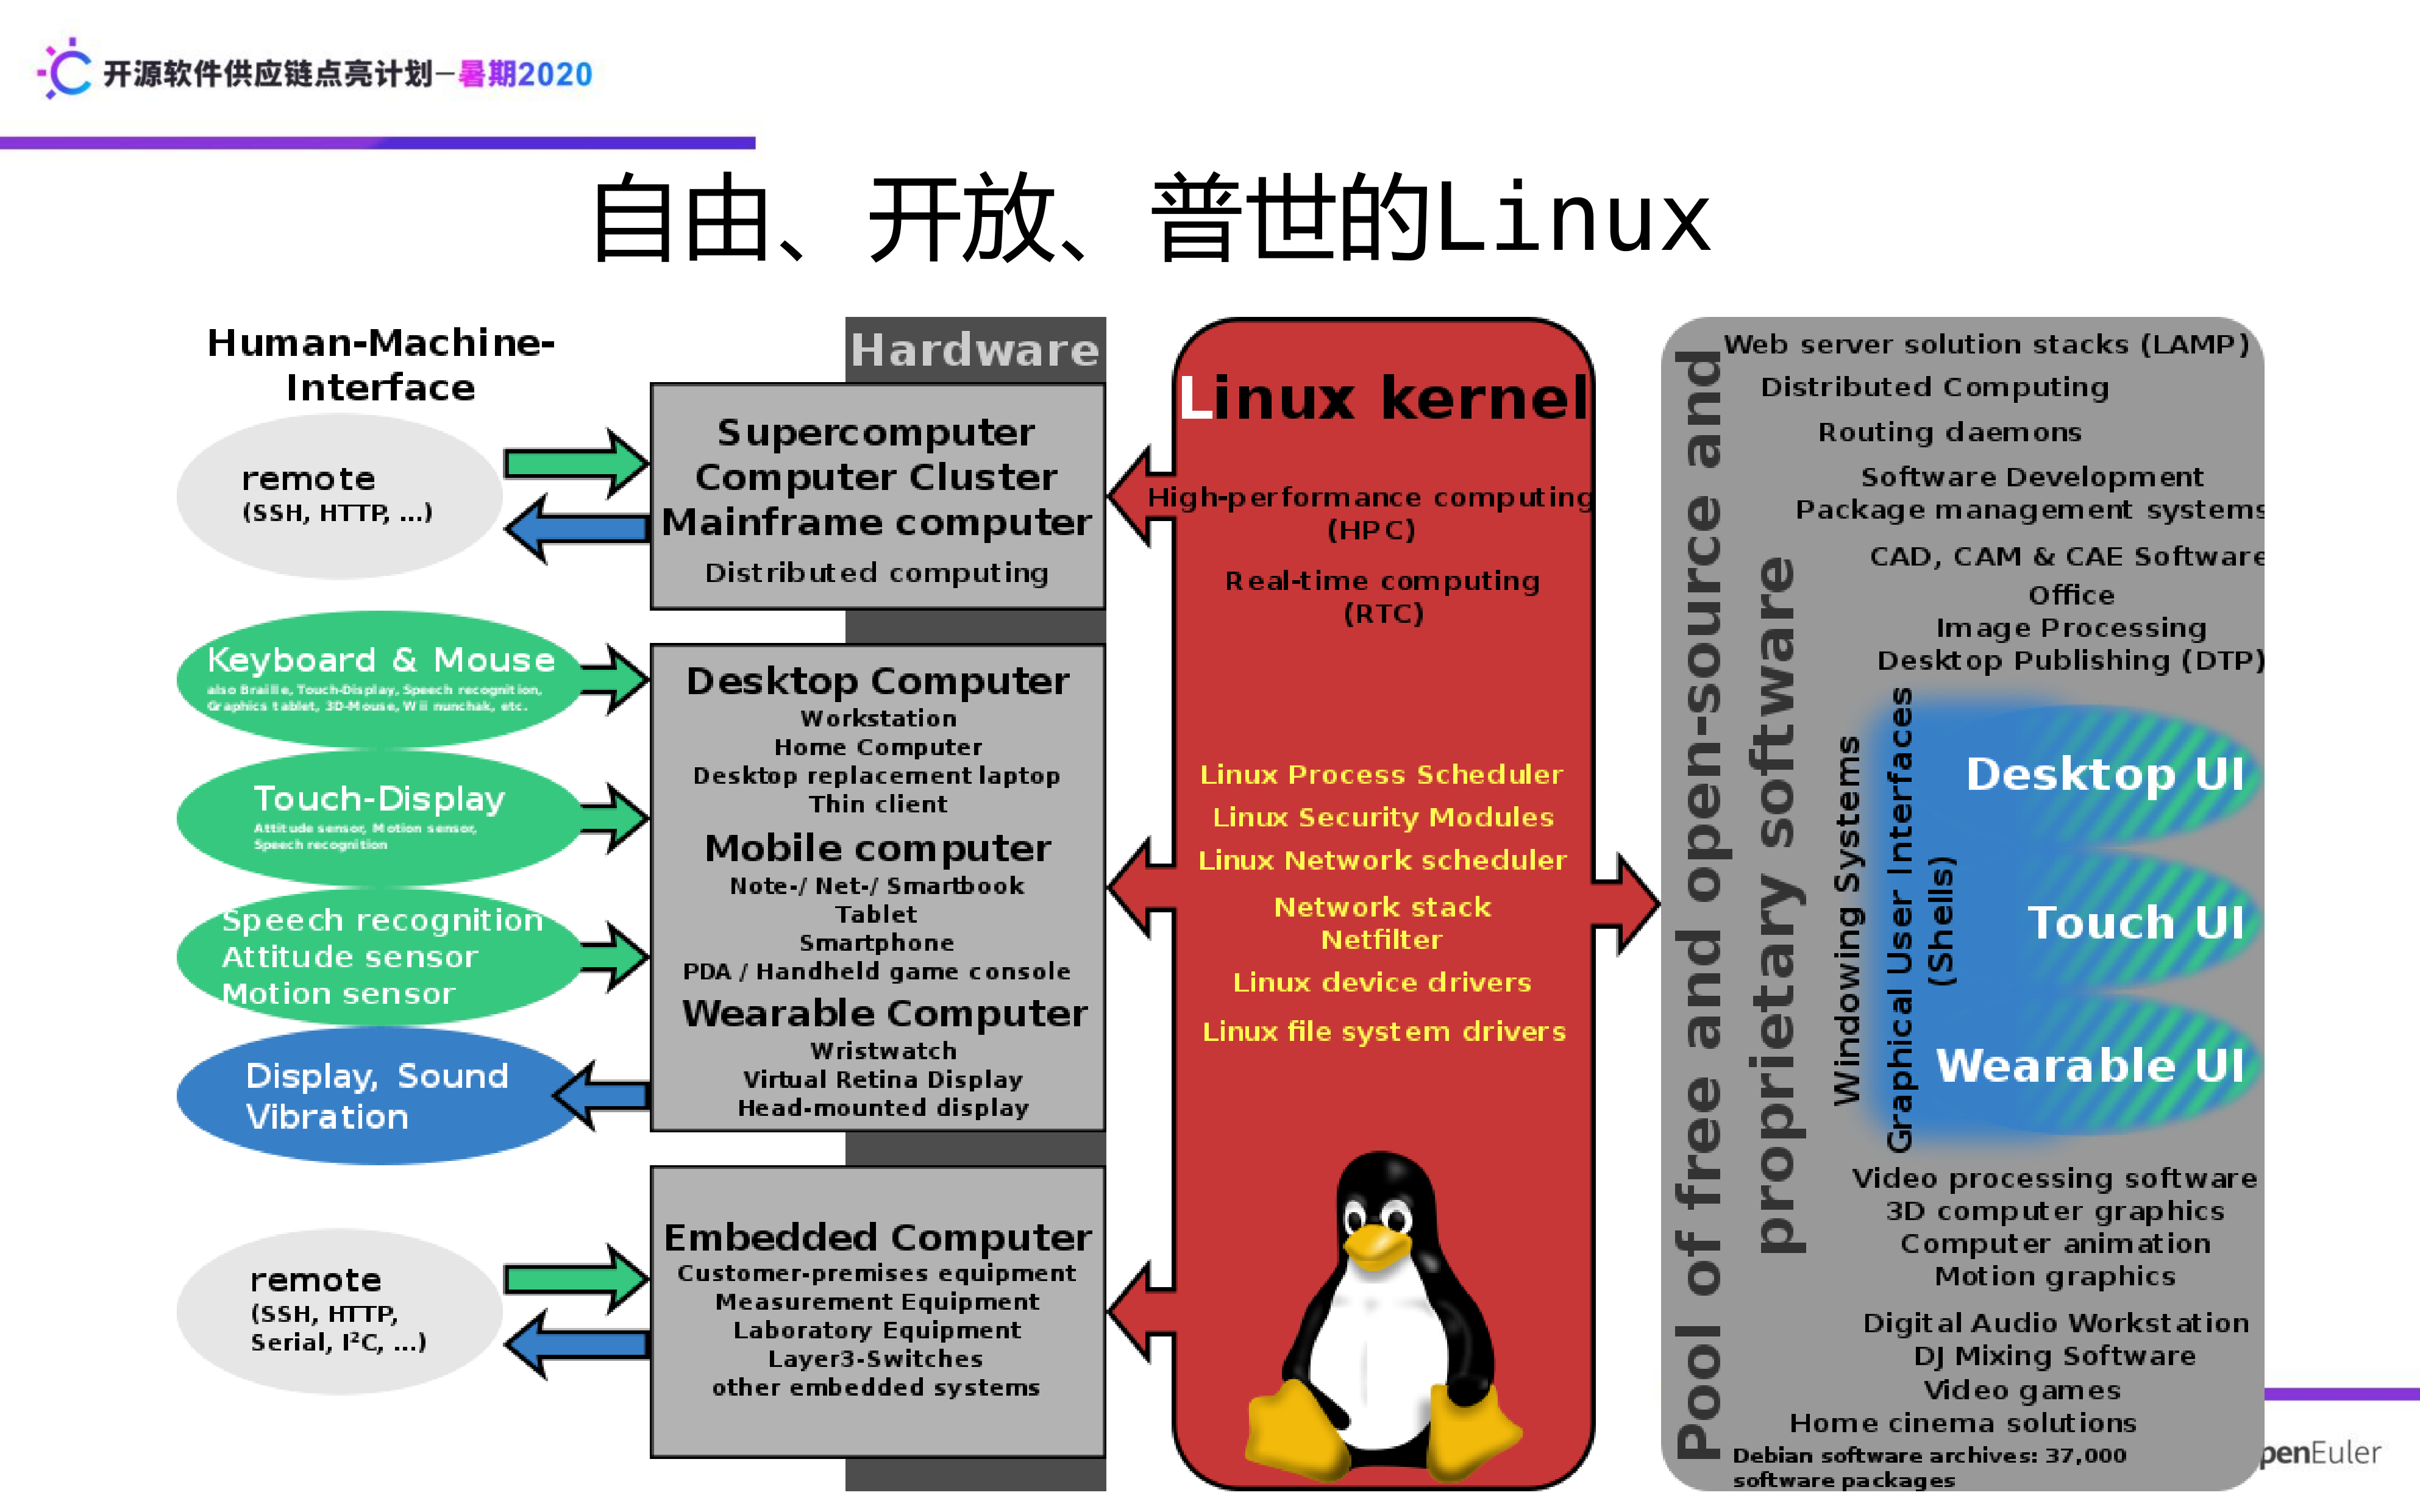 开源软件供应链点亮计划—暑期2020
自由、开放、普世的Linux
Human-Machine-
Interface
remote
(SSH, HTTP, ...)
Keyboard & Mouse
also Braille, Touch-Display, Speech recognition,
Graphics tablet, 3D-Mouse, Wii nunchak, etc.
Touch-Display
Attitude sensor, Motion sensor,
Speech recognition
Speech recognition
Attitude sensor
Motion sensor
Display, Sound
Vibration
remote
(SSH, HTTP,
Serial, I²C, ...)
Hardware
Supercomputer
Computer Cluster
Mainframe computer
Distributed computing
Desktop Computer
Workstation
Home Computer
Desktop replacement laptop
Thin client
Mobile computer
Note-/ Net-/ Smartbook
Tablet
Smartphone
PDA / Handheld game console
Wearable Computer
Wristwatch
Virtual Retina Display
Head-mounted display
Embedded Computer
Customer-premises equipment
Measurement Equipment
Laboratory Equipment
Layer3-Switches
other embedded systems
Linux kernel
High-performance computing
(HPC)
Real-time computing
(RTC)
Linux Process Scheduler
Linux Security Modules
Linux Network scheduler
Network stack
Netfilter
Linux device drivers
Linux file system drivers
Pool of free and open-source and
proprietary software
Web server solution stacks (LAMP)
Distributed Computing
Routing daemons
Software Development
Package management systems
CAD, CAM & CAE Software
Office
Image Processing
Desktop Publishing (DTP)
Windowing Systems
Graphical User Interfaces
(Shells)
Desktop UI
Touch UI
Wearable UI
Video processing software
3D computer graphics
Computer animation
Motion graphics
Digital Audio Workstation
DJ Mixing Software
Video games
Home cinema solutions
Debian software archives: 37,000
software packages
penEuler